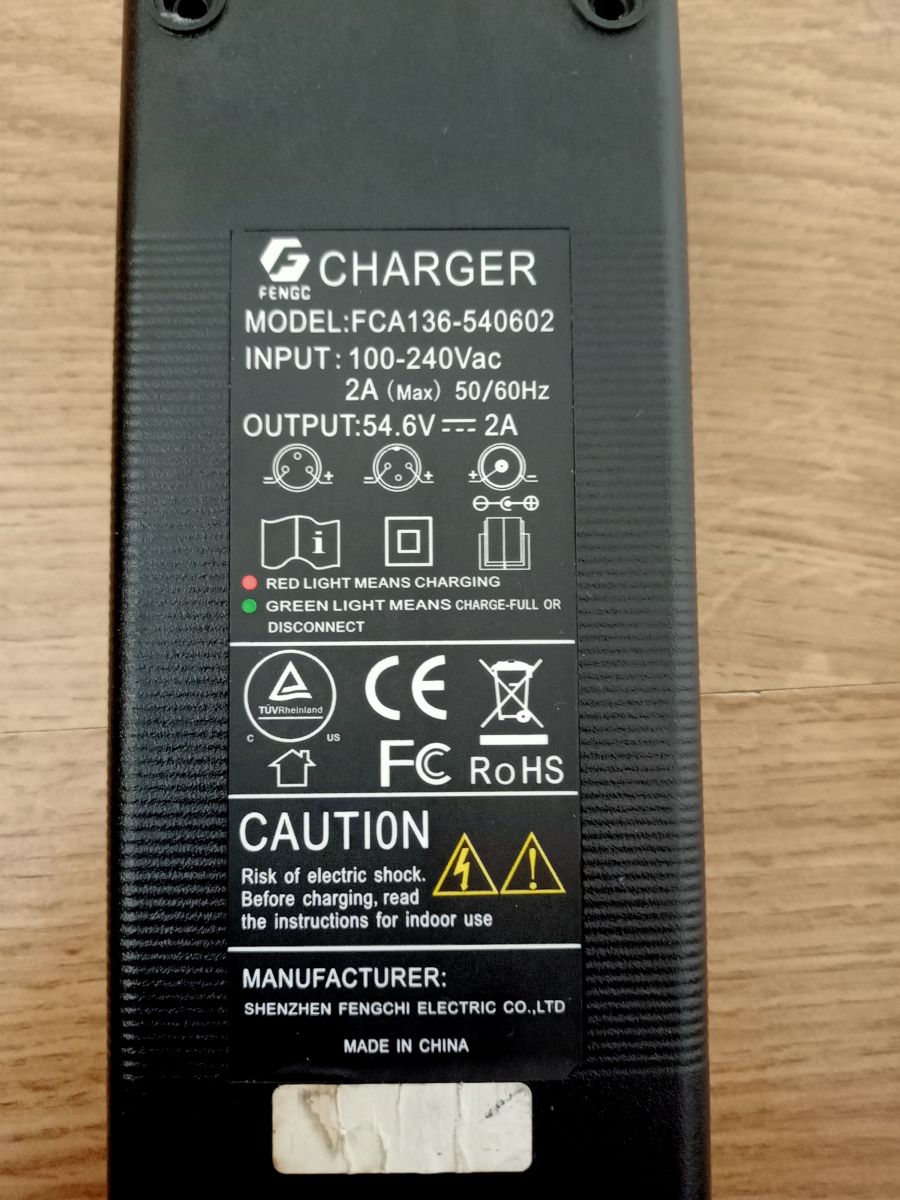 FENGC CHARGER
MODEL:FCA136-540602
INPUT: 100-240Vac
2A (Max) 50/60Hz
OUTPUT:54.6V⎓2A
- + - + + -
i
RED LIGHT MEANS CHARGING
GREEN LIGHT MEANS CHARGE-FULL OR
DISCONNECT
TÜVRheinland
C US
CE
FC RoHS
CAUTI0N
Risk of electric shock.
Before charging, read
the instructions for indoor use
MANUFACTURER:
SHENZHEN FENGCHI ELECTRIC CO.,LTD
MADE IN CHINA